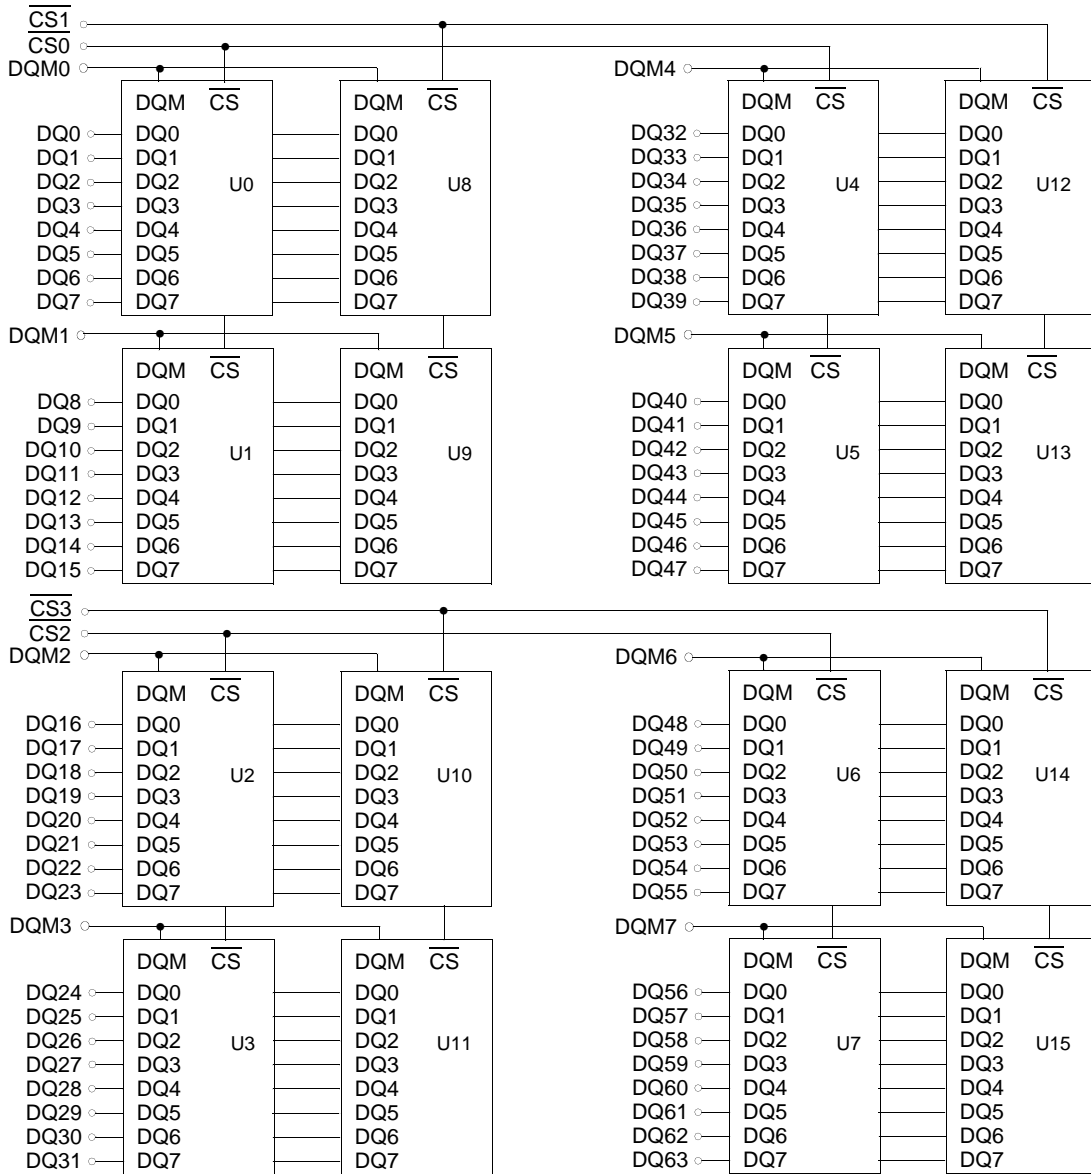 CS1
CS0
DQM0
DQM4
DQM CS
DQM CS
DQM CS
DQM CS
DQ0 DQ0 DQ0 DQ32 DQ0 DQ0
DQ1 DQ1 DQ1 DQ33 DQ1 DQ1
DQ2 DQ2 U0 DQ2 U8 DQ34 DQ2 U4 DQ2 U12
DQ3 DQ3 DQ3 DQ35 DQ3 DQ3
DQ4 DQ4 DQ4 DQ36 DQ4 DQ4
DQ5 DQ5 DQ5 DQ37 DQ5 DQ5
DQ6 DQ6 DQ6 DQ38 DQ6 DQ6
DQ7 DQ7 DQ7 DQ39 DQ7 DQ7
DQM1
DQM5
DQM CS
DQM CS
DQM CS
DQM CS
DQ8 DQ0 DQ0 DQ40 DQ0 DQ0
DQ9 DQ1 DQ1 DQ41 DQ1 DQ1
DQ10 DQ2 U1 DQ2 U9 DQ42 DQ2 U5 DQ2 U13
DQ11 DQ3 DQ3 DQ43 DQ3 DQ3
DQ12 DQ4 DQ4 DQ44 DQ4 DQ4
DQ13 DQ5 DQ5 DQ45 DQ5 DQ5
DQ14 DQ6 DQ6 DQ46 DQ6 DQ6
DQ15 DQ7 DQ7 DQ47 DQ7 DQ7
CS3
CS2
DQM2
DQM6
DQM CS
DQM CS
DQM CS
DQM CS
DQ16 DQ0 DQ0 DQ48 DQ0 DQ0
DQ17 DQ1 DQ1 DQ49 DQ1 DQ1
DQ18 DQ2 U2 DQ2 U10 DQ50 DQ2 U6 DQ2 U14
DQ19 DQ3 DQ3 DQ51 DQ3 DQ3
DQ20 DQ4 DQ4 DQ52 DQ4 DQ4
DQ21 DQ5 DQ5 DQ53 DQ5 DQ5
DQ22 DQ6 DQ6 DQ54 DQ6 DQ6
DQ23 DQ7 DQ7 DQ55 DQ7 DQ7
DQM3
DQM7
DQM CS
DQM CS
DQM CS
DQM CS
DQ24 DQ0 DQ0 DQ56 DQ0 DQ0
DQ25 DQ1 DQ1 DQ57 DQ1 DQ1
DQ26 DQ2 U3 DQ2 U11 DQ58 DQ2 U7 DQ2 U15
DQ27 DQ3 DQ3 DQ59 DQ3 DQ3
DQ28 DQ4 DQ4 DQ60 DQ4 DQ4
DQ29 DQ5 DQ5 DQ61 DQ5 DQ5
DQ30 DQ6 DQ6 DQ62 DQ6 DQ6
DQ31 DQ7 DQ7 DQ63 DQ7 DQ7